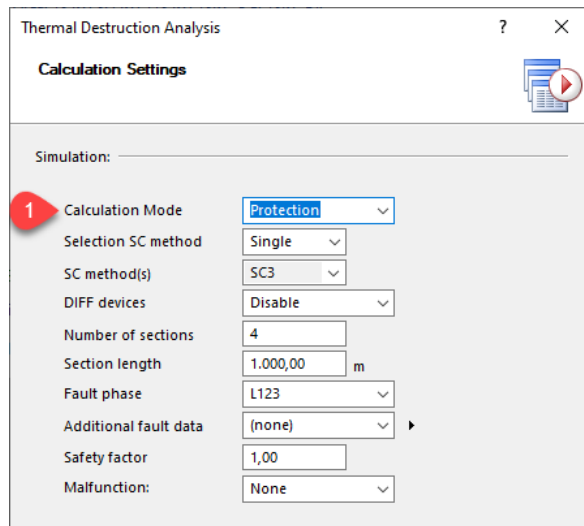 Thermal Destruction Analysis ?
Calculation Settings
Simulation:
1 Calculation Mode Protection
Selection SC method Single
SC method(s) SC3
DIFF devices Disable
Number of sections 4
Section length 1.000,00 m
Fault phase L123
Additional fault data (none)
Safety factor 1,00
Malfunction: None